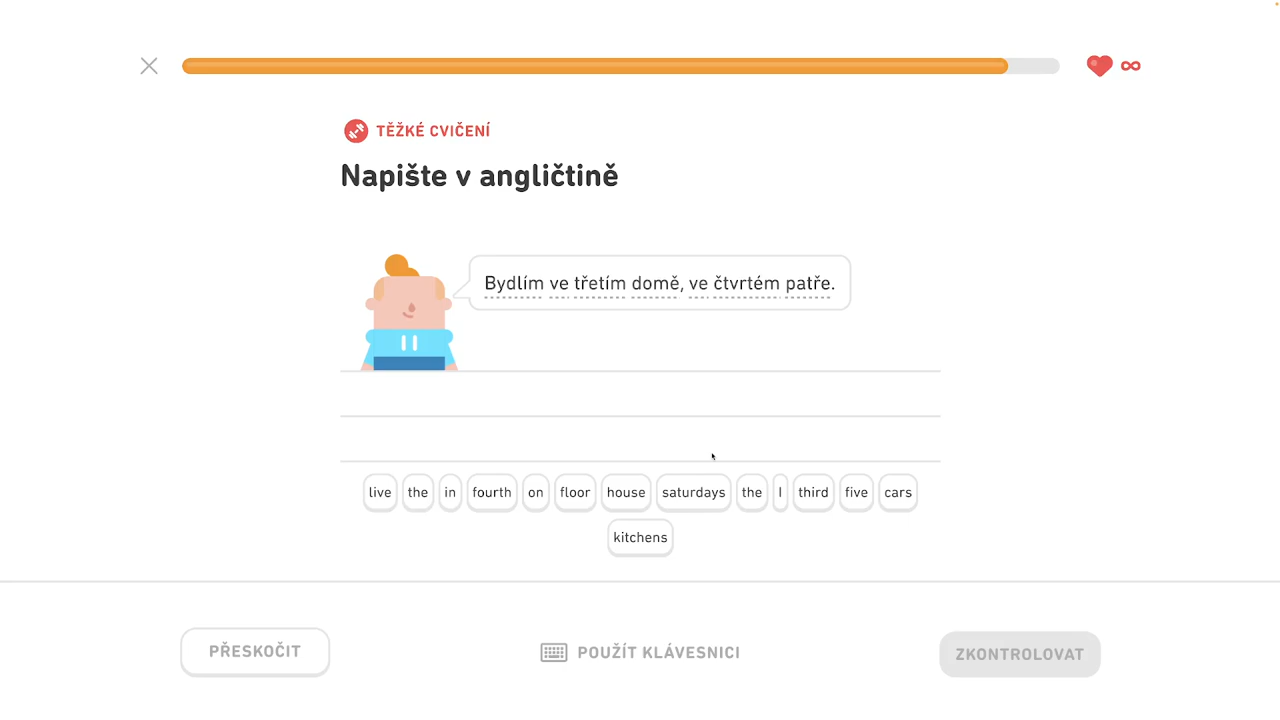 ∞
TĚŽKÉ CVIČENÍ
Napište v angličtině
Bydlím ve třetím domě, ve čtvrtém patře.
live the in fourth on floor house saturdays the I third five cars
kitchens
PŘESKOČIT POUŽÍT KLÁVESNICI ZKONTROLOVAT